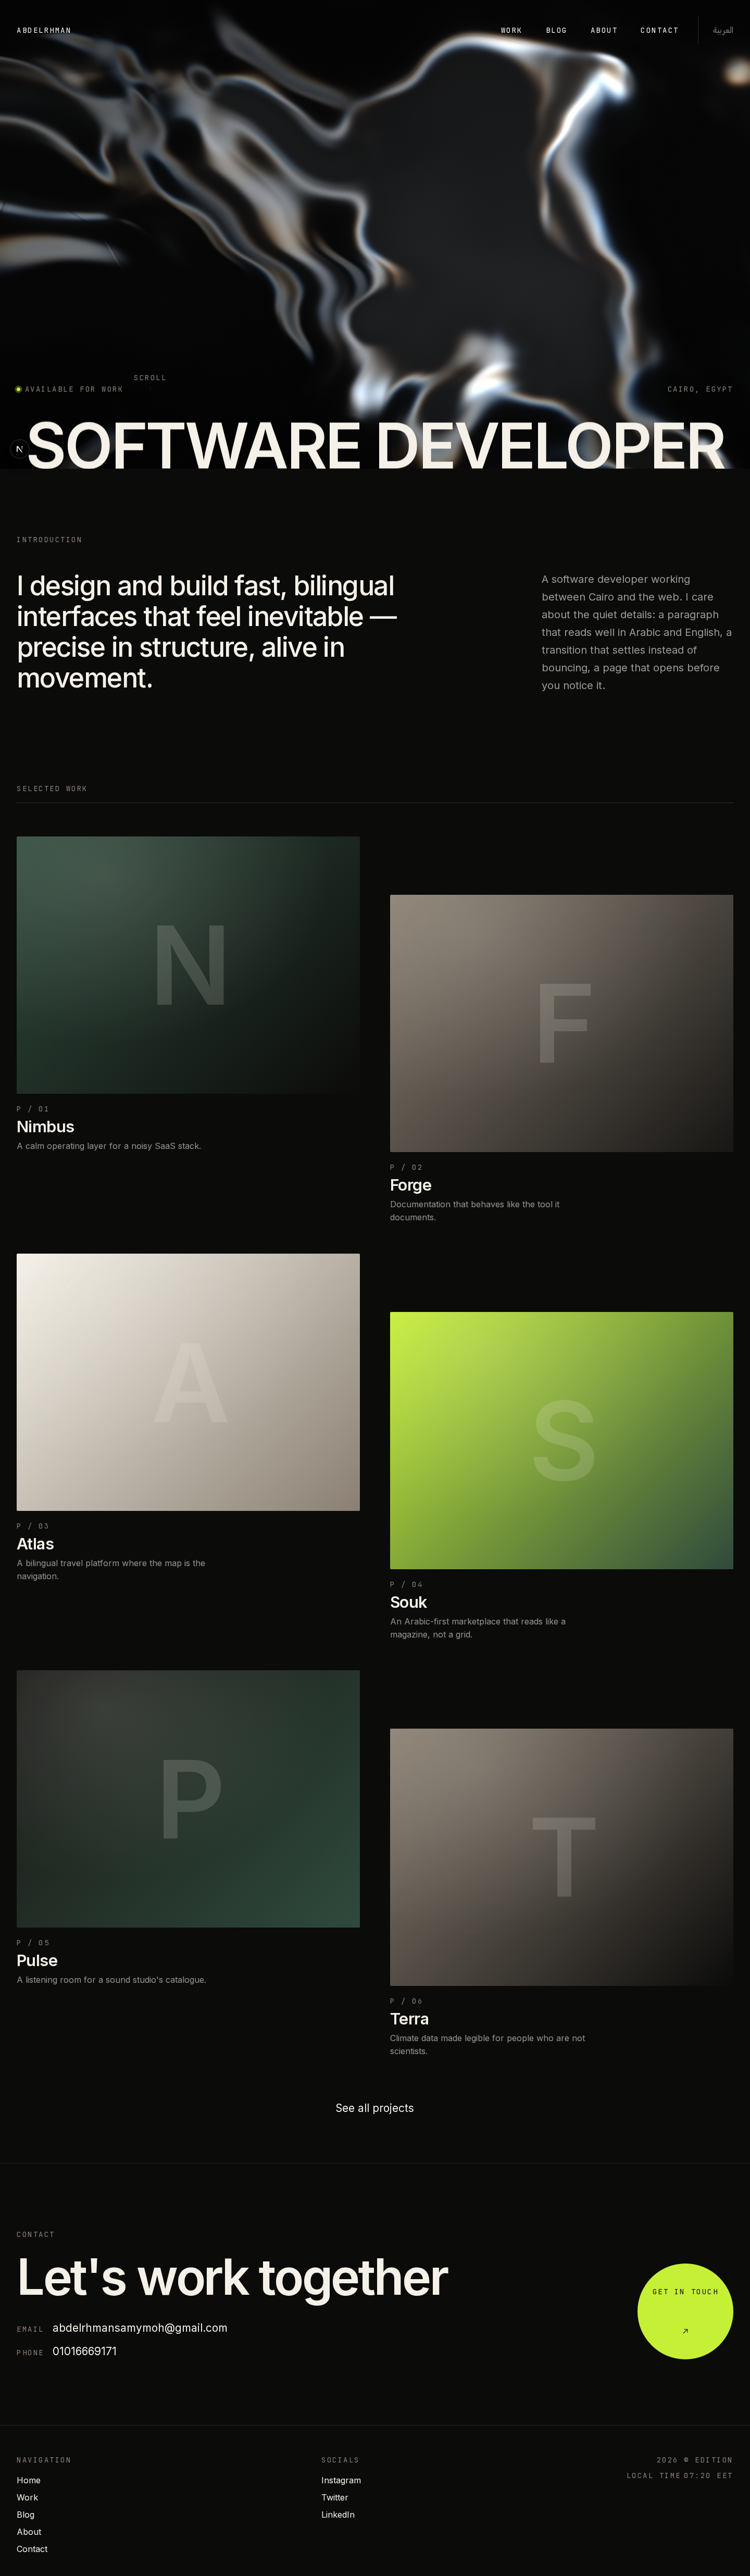 ABDELRHMAN
WORK BLOG ABOUT CONTACT العربية
SCROLL
AVAILABLE FOR WORK
CAIRO, EGYPT
N
SOFTWARE DEVELOPER
INTRODUCTION
I design and build fast, bilingual
interfaces that feel inevitable —
precise in structure, alive in
movement.
A software developer working
between Cairo and the web. I care
about the quiet details: a paragraph
that reads well in Arabic and English, a
transition that settles instead of
bouncing, a page that opens before
you notice it.
SELECTED WORK
N
P / 01
Nimbus
A calm operating layer for a noisy SaaS stack.
F
P / 02
Forge
Documentation that behaves like the tool it
documents.
A
P / 03
Atlas
A bilingual travel platform where the map is the
navigation.
S
P / 04
Souk
An Arabic-first marketplace that reads like a
magazine, not a grid.
P
P / 05
Pulse
A listening room for a sound studio's catalogue.
T
P / 06
Terra
Climate data made legible for people who are not
scientists.
See all projects
CONTACT
Let's work together
EMAIL abdelrhmansamymoh@gmail.com
PHONE 01016669171
GET IN TOUCH
↗
NAVIGATION
Home
Work
Blog
About
Contact
SOCIALS
Instagram
Twitter
LinkedIn
2026 © EDITION
LOCAL TIME 07:20 EET